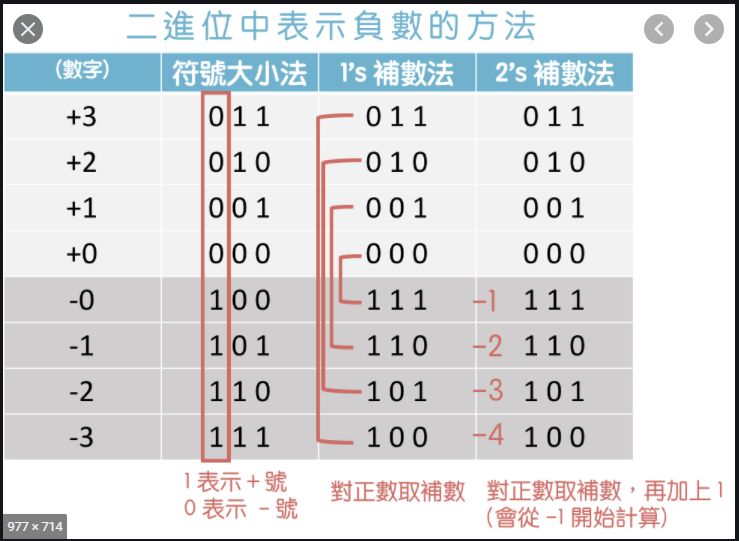 二進位中表示負數的方法
(數字) 符號大小法 1's 補數法 2's 補數法
+3 011 011 011
+2 010 010 010
+1 001 001 001
+0 000 000 000
-0 100 111 -1 111
-1 101 110 -2 110
-2 110 101 -3 101
-3 111 100 -4 100
1 表示 + 號
0 表示 - 號
對正數取補數
對正數取補數，再加上 1
(會從 -1 開始計算)
977 × 714